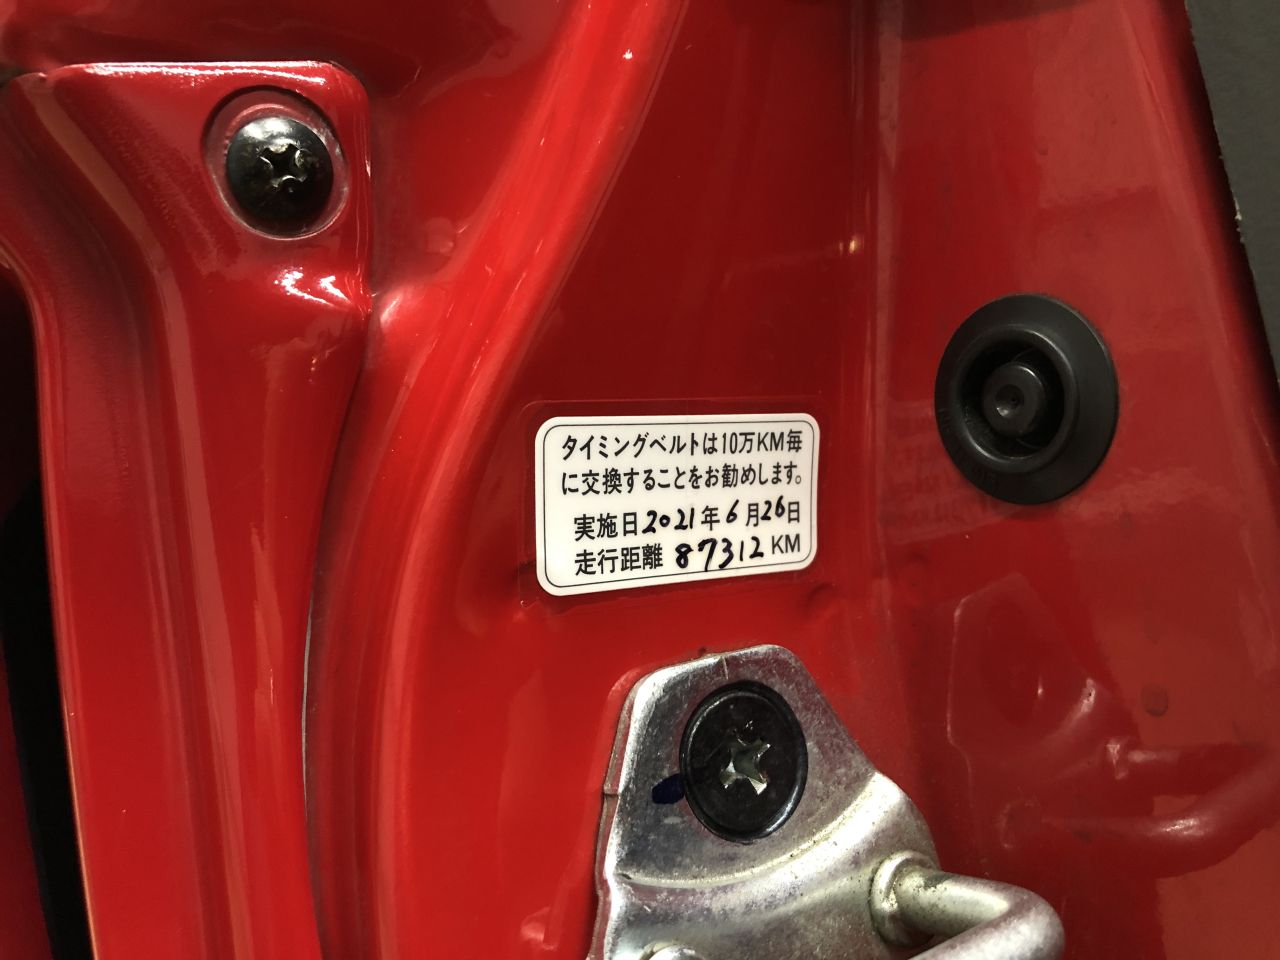 タイミングベルトは10万KM毎
に交換することをお勧めします。
実施日2021年6月26日
走行距離 87312KM